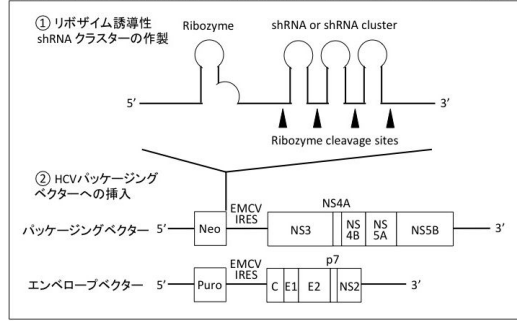 ① リボザイム誘導性
shRNA クラスターの作製
Ribozyme
shRNA or shRNA cluster
5’
3’
Ribozyme cleavage sites
② HCVパッケージング
ベクターへの挿入
パッケージングベクター
5’
Neo
EMCV
IRES
NS3
NS4A
NS
4B
NS
5A
NS5B
3’
エンベロープベクター
5’
Puro
EMCV
IRES
C
E1
E2
p7
NS2
3’